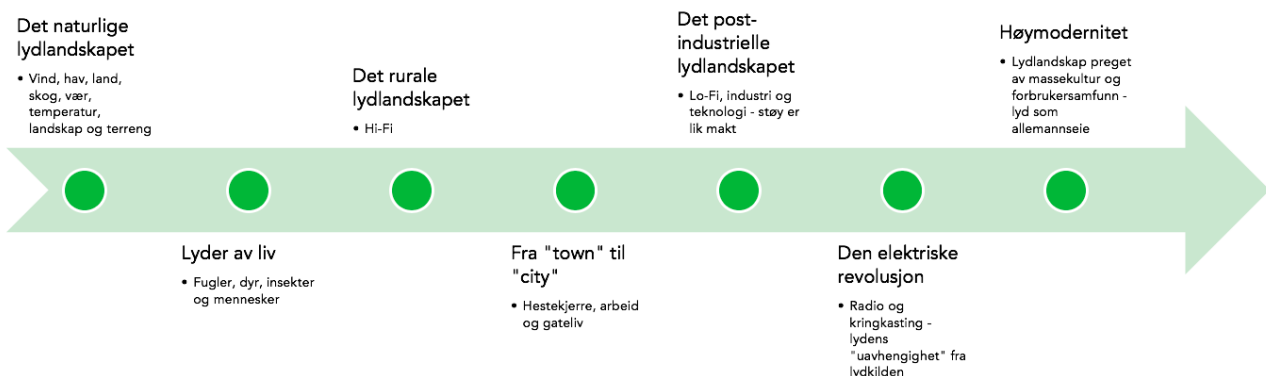 Det naturlige
lydlandskapet
• Vind, hav, land,
skog, vær,
temperatur,
landskap og terreng
Lyder av liv
• Fugler, dyr, insekter
og mennesker
Det rurale
lydlandskapet
• Hi-Fi
Fra "town" til
"city"
• Hestekjerre, arbeid
og gateliv
Det post-
industrielle
lydlandskapet
• Lo-Fi, industri og
teknologi - støy er
lik makt
Den elektriske
revolusjon
• Radio og
kringkasting -
lydens
"uavhengighet" fra
lydkilden
Høymodernitet
• Lydlandskap preget
av massekultur og
forbrukersamfunn -
lyd som
allemannseie